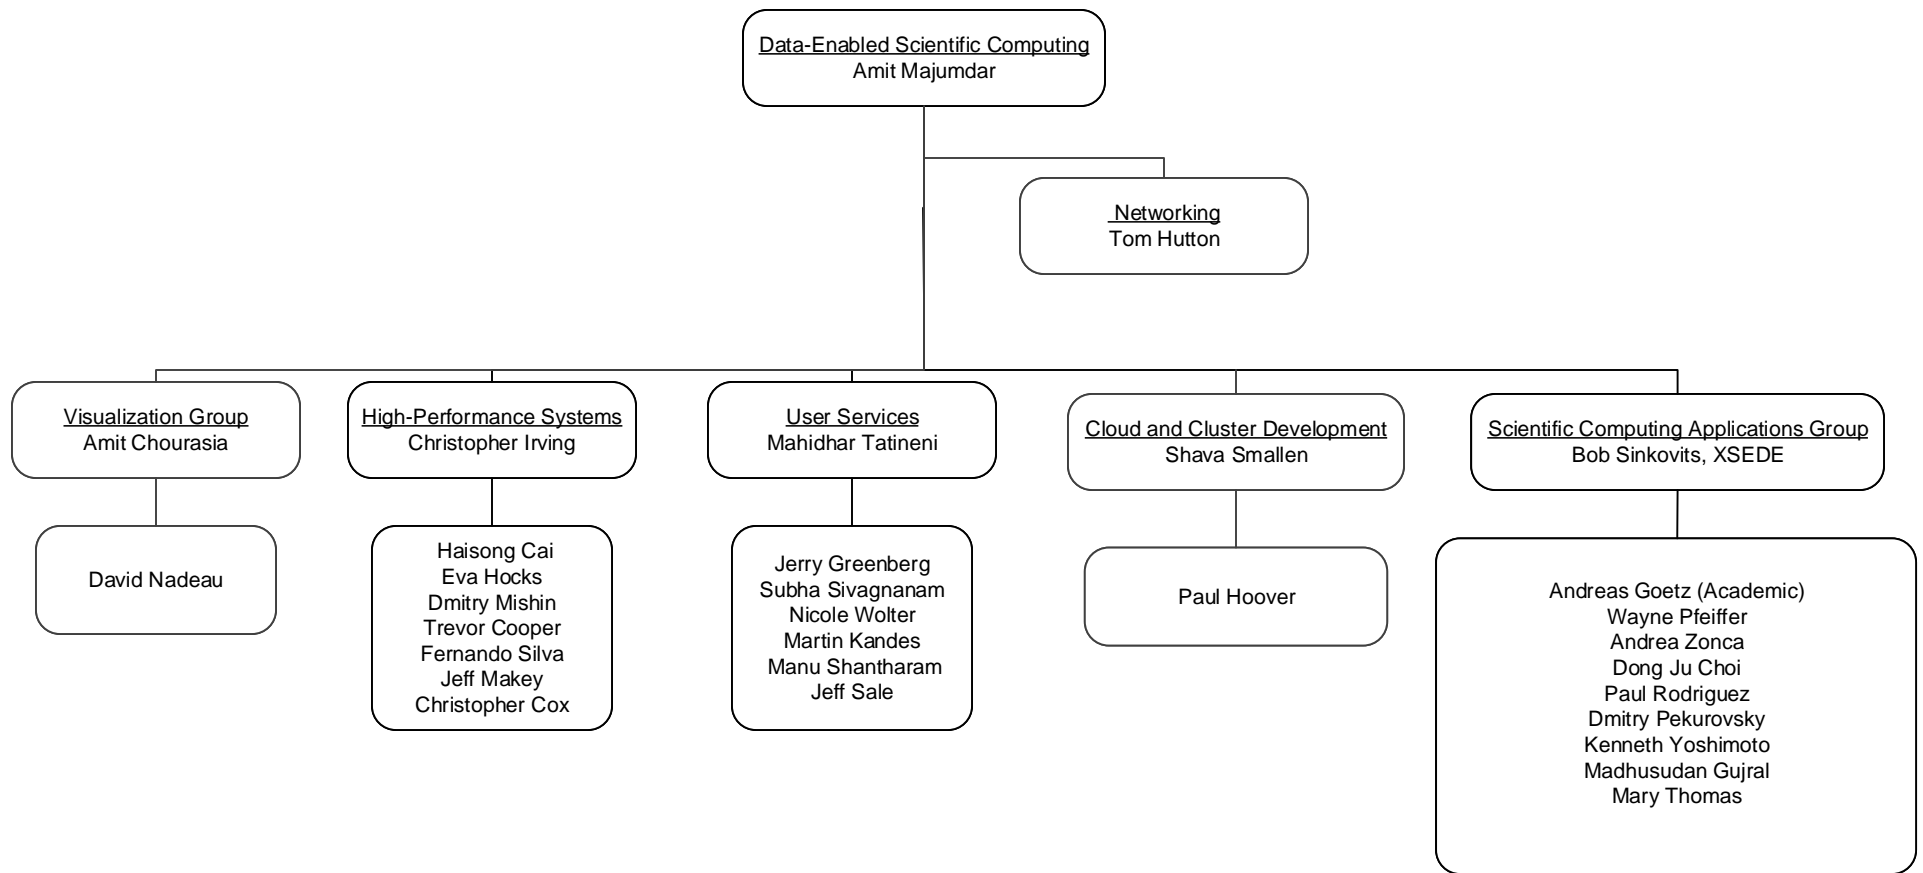 Data-Enabled Scientific Computing
Amit Majumdar
Networking
Tom Hutton
Visualization Group
Amit Chourasia
High-Performance Systems
Christopher Irving
User Services
Mahidhar Tatineni
Cloud and Cluster Development
Shava Smallen
Scientific Computing Applications Group
Bob Sinkovits, XSEDE
David Nadeau
Haisong Cai
Eva Hocks
Dmitry Mishin
Trevor Cooper
Fernando Silva
Jeff Makey
Christopher Cox
Jerry Greenberg
Subha Sivagnanam
Nicole Wolter
Martin Kandes
Manu Shantharam
Jeff Sale
Paul Hoover
Andreas Goetz (Academic)
Wayne Pfeiffer
Andrea Zonca
Dong Ju Choi
Paul Rodriguez
Dmitry Pekurovsky
Kenneth Yoshimoto
Madhusudan Gujral
Mary Thomas